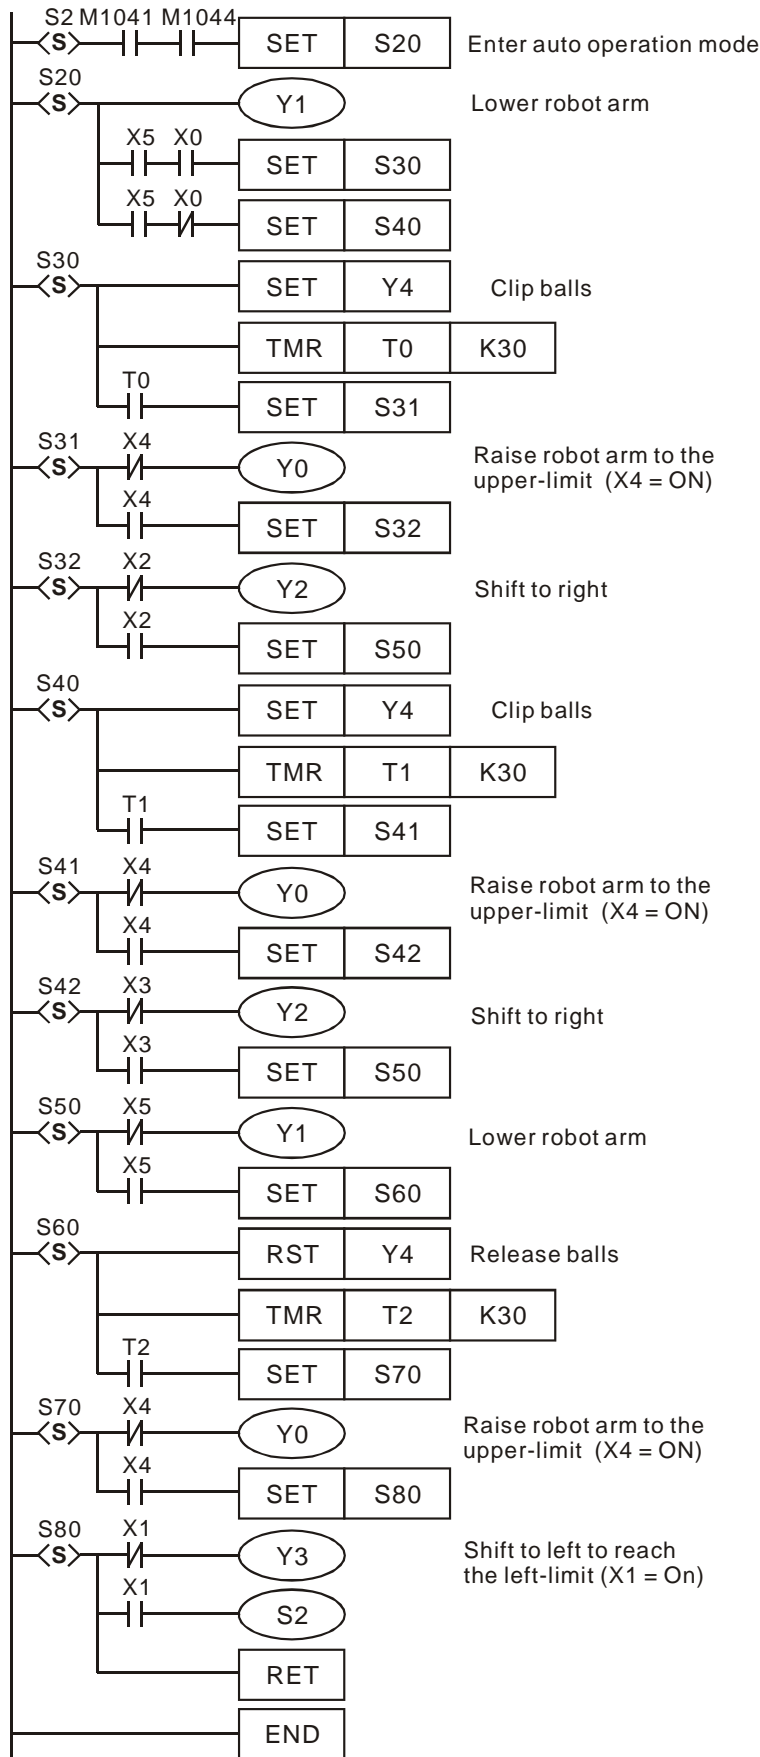 S2 M1041 M1044
S SET S20 Enter auto operation mode
S20
S Y1 Lower robot arm
X5 X0
SET S30
X5 X0
SET S40
S30
S SET Y4 Clip balls
TMR T0 K30
T0
SET S31
S31 X4
S Y0 Raise robot arm to the
upper-limit (X4 = ON)
X4
SET S32
S32 X2
S Y2 Shift to right
X2
SET S50
S40
S SET Y4 Clip balls
TMR T1 K30
T1
SET S41
S41 X4
S Y0 Raise robot arm to the
upper-limit (X4 = ON)
X4
SET S42
S42 X3
S Y2 Shift to right
X3
SET S50
S50 X5
S Y1 Lower robot arm
X5
SET S60
S60
S RST Y4 Release balls
TMR T2 K30
T2
SET S70
S70 X4
S Y0 Raise robot arm to the
upper-limit (X4 = ON)
X4
SET S80
S80 X1
S Y3 Shift to left to reach
the left-limit (X1 = On)
X1
S2
RET
END